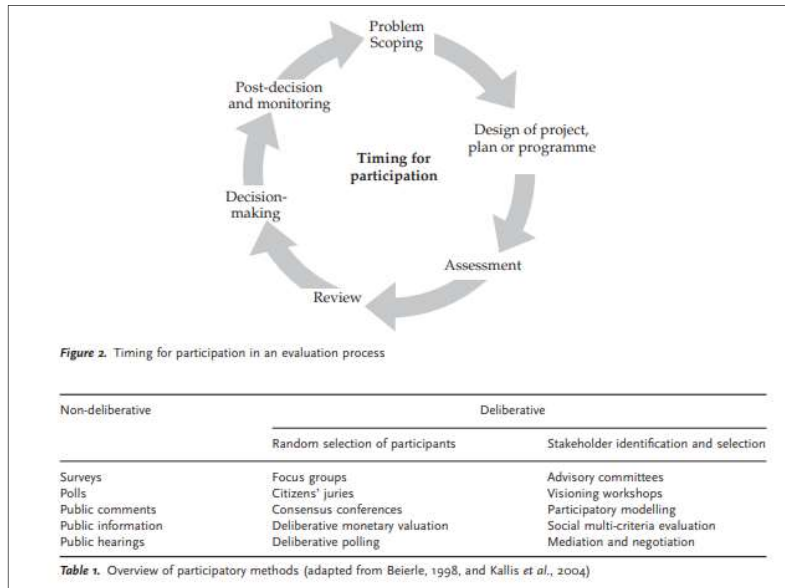 Problem
Scoping
Post-decision
and monitoring
Design of project,
plan or programme
Timing for
participation
Decision-
making
Assessment
Review
Figure 2. Timing for participation in an evaluation process
Non-deliberative Deliberative
Random selection of participants Stakeholder identification and selection
Surveys Focus groups Advisory committees
Polls Citizens' juries Visioning workshops
Public comments Consensus conferences Participatory modelling
Public information Deliberative monetary valuation Social multi-criteria evaluation
Public hearings Deliberative polling Mediation and negotiation
Table 1. Overview of participatory methods (adapted from Beierle, 1998, and Kallis et al., 2004)